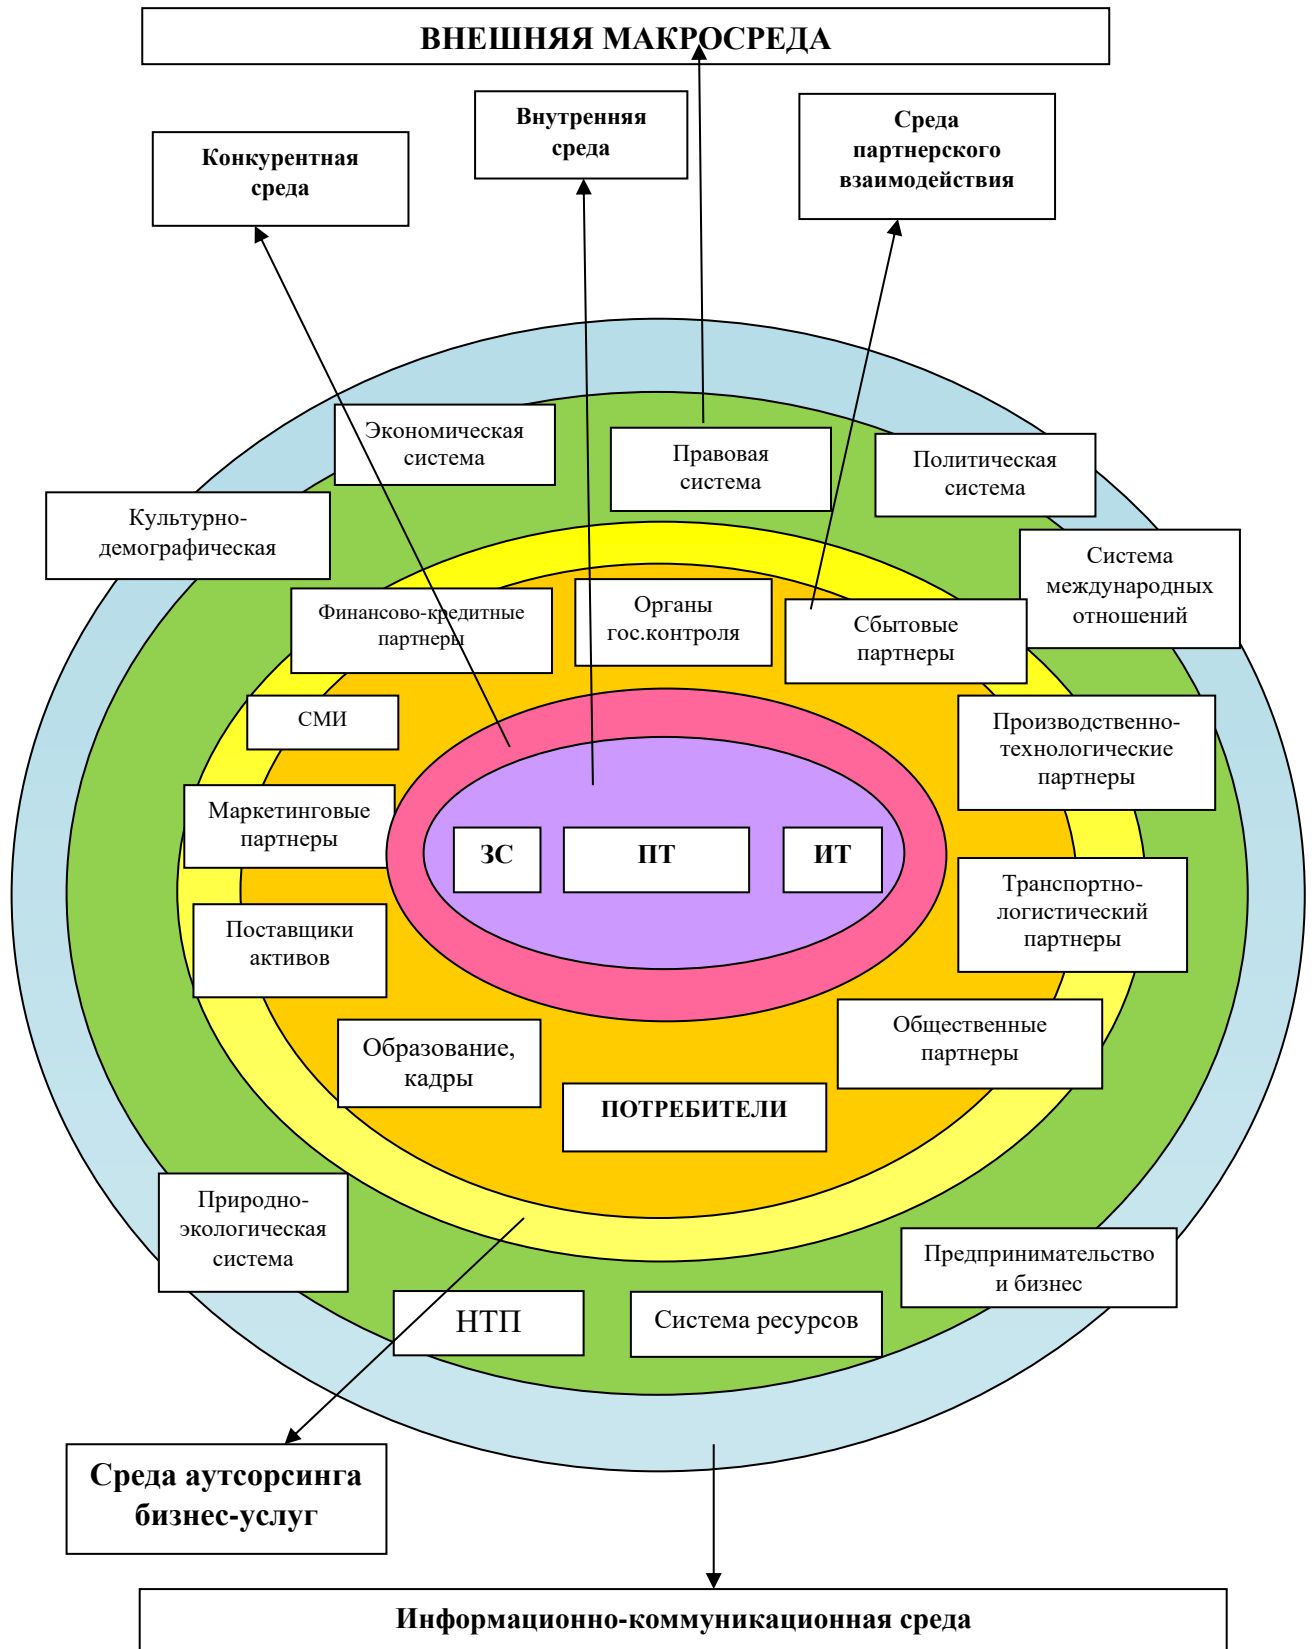 ВНЕШНЯЯ МАКРОСРЕДА
Внутренняя
среда
Среда
партнерского
взаимодействия
Конкурентная
среда
Экономическая
система
Правовая
система
Политическая
система
Культурно-
демографическая
Система
международных
отношений
Финансово-кредитные
партнеры
Органы
гос.контроля
Сбытовые
партнеры
СМИ
Производственно-
технологические
партнеры
Маркетинговые
партнеры
ЗС
ПТ
ИТ
Транспортно-
логистический
партнеры
Поставщики
активов
Общественные
партнеры
Образование,
кадры
ПОТРЕБИТЕЛИ
Природно-
экологическая
система
Предпринимательство
и бизнес
НТП
Система ресурсов
Среда аутсорсинга
бизнес-услуг
Информационно-коммуникационная среда